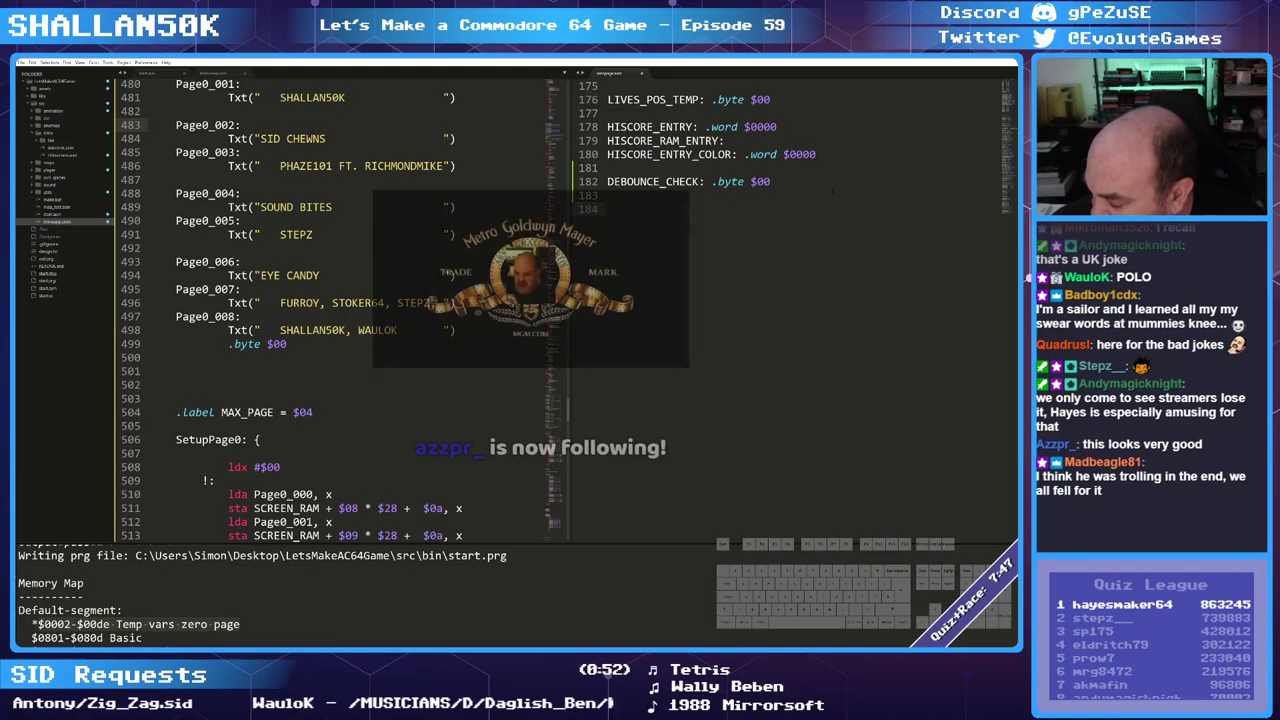 SHALLAN50K
Let's Make a Commodore 64 Game - Episode 59
Discord gPeZuSE
Twitter @EvoluteGames
FOLDERS
480 Page0_001:
481 Txt(" SHALLAN50K ")
482
483 Page0_002:
484 Txt("SID CHEWNS ")
485 Page0_003:
486 Txt(" PHAZE101 FT. RICHMONDMIKE")
487
488 Page0_004:
489 Txt("SOUND BITES ")
490 Page0_005:
491 Txt(" STEPZ ")
492
493 Page0_006:
494 Txt("EYE CANDY ")
495 Page0_007:
496 Txt(" FURROY, STOKER64, STEPZ, ")
497 Page0_008:
498 Txt(" SHALLAN50K, WAULOK ")
499 .byte $00
500
501
502
503
504 .label MAX_PAGE = $04
505
506 SetupPage0: {
507
508 ldx #$00
509 !:
510 lda Page0_000, x
511 sta SCREEN_RAM + $08 * $28 + $0a, x
512 lda Page0_001, x
513 sta SCREEN_RAM + $09 * $28 + $0a, x
175
176 LIVES_POS_TEMP: .byte $00
177
178 HISCORE_ENTRY: .word $0000
179 HISCORE_RAM_ENTRY:
180 HISCORE_ENTRY_COLOR: .word $0000
181
182 DEBOUNCE_CHECK: .byte $00
183
184
Metro Goldwyn Mayer
TRADE MARK
MGM.COM
azzpr_ is now following!
Writing prg file: C:\Users\Simon\Desktop\LetsMakeAC64Game\src\bin\start.prg
Memory Map
----------
Default-segment:
*$0002-$00de Temp vars zero page
$0801-$080d Basic
Quiz+Race: 7:47
Mikroman3526: I recall
Andymagicknight:
that's a UK joke
WauloK: POLO
Badboy1cdx:
I'm a sailor and I learned all my
swear words at mummies knee...
Quadrusl: here for the bad jokes
Stepz__:
Andymagicknight:
we only come to see streamers lose
it, Hayes is especially amusing for
that
Azzpr_: this looks very good
Madbeagle81:
I think he was trolling in the end, we
all fell for it
Quiz League
1 hayesmaker64 863245
2 stepz__ 739883
3 sp175 428012
4 eldritch79 302122
5 prow7 233040
6 mrg8472 219576
7 akmafin 96806
SID Requests
(0:52) Tetris
Wally Beben
1988 Mirrorsoft
Antony/Zig_Zag.sid
WauloK - /MUSICIANS/D/Daglish_Ben/